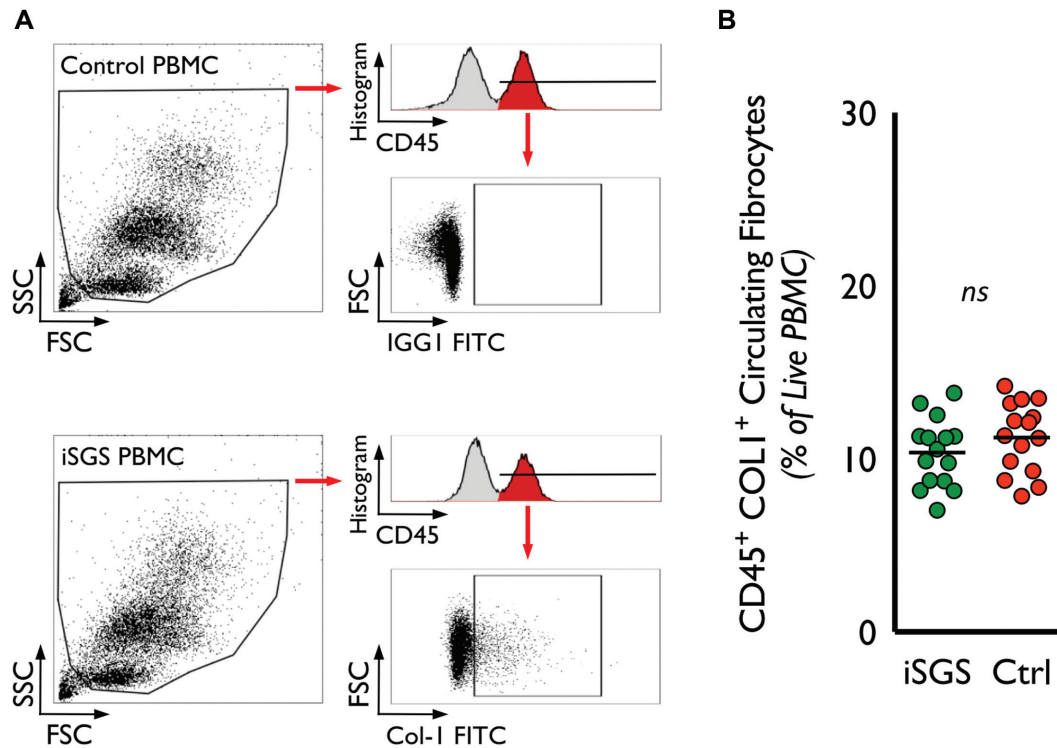 A
Control PBMC
SSC
FSC
Histogram
CD45
FSC
IGG1 FITC
iSGS PBMC
SSC
FSC
Histogram
CD45
FSC
Col-1 FITC
B
CD45+ COL1+ Circulating Fibrocytes
(% of Live PBMC)
30
20
10
0
ns
iSGS Ctrl